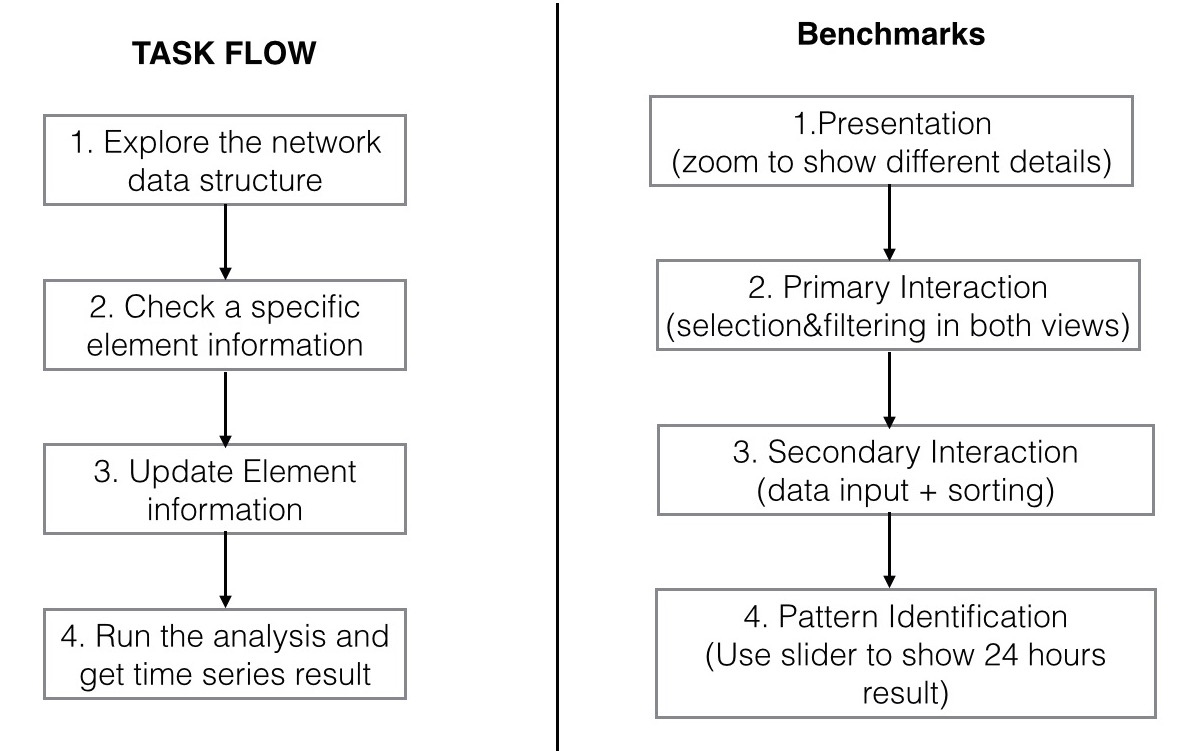 TASK FLOW
1. Explore the network
data structure
2. Check a specific
element information
3. Update Element
information
4. Run the analysis and
get time series result
Benchmarks
1.Presentation
(zoom to show different details)
2. Primary Interaction
(selection&filtering in both views)
3. Secondary Interaction
(data input + sorting)
4. Pattern Identification
(Use slider to show 24 hours
result)